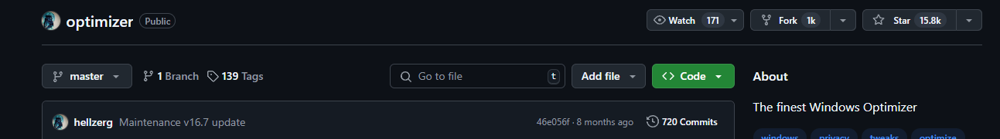 optimizer Public Watch 171 Fork 1k Star 15.8k
master 1 Branch 139 Tags Go to file t Add file Code
About
hellzerg Maintenance v16.7 update 46e056f · 8 months ago 720 Commits
The finest Windows Optimizer
windows privacy tweaks optimize